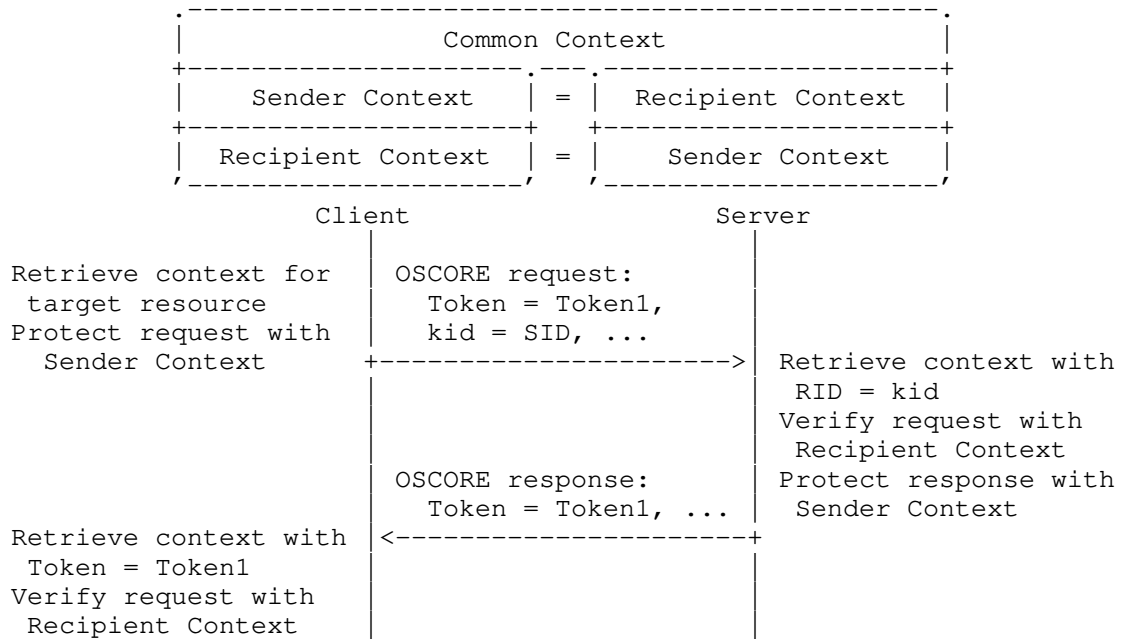 Common Context
Sender Context = Recipient Context
Recipient Context = Sender Context
Client Server
Retrieve context for OSCORE request:
target resource Token = Token1,
Protect request with kid = SID, ...
Sender Context Retrieve context with
RID = kid
Verify request with
Recipient Context
OSCORE response: Protect response with
Token = Token1, ... Sender Context
Retrieve context with
Token = Token1
Verify request with
Recipient Context